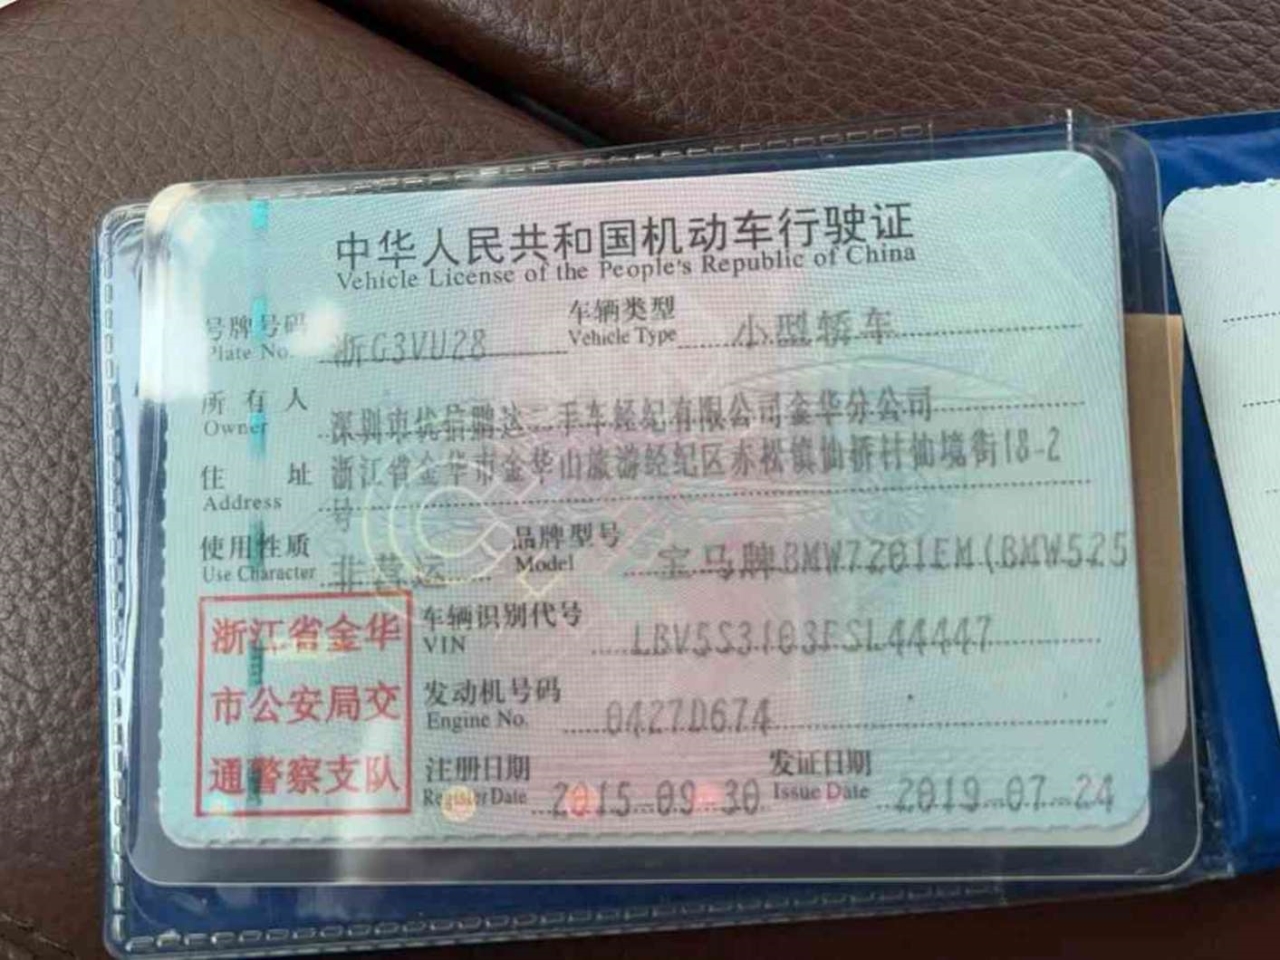 中华人民共和国机动车行驶证
Vehicle License of the People's Republic of China
号牌号码 浙G3VU28 车辆类型 小型轿车
Plate No. Vehicle Type
所有人 深圳市优信鹏达二手车经纪有限公司金华分公司
Owner
住址 浙江省金华市金华山旅游经纪区赤松镇仙桥村仙境街18-2
Address 号
使用性质 非营运 品牌型号 宝马牌BMW7201EM(BMW525
Use Character Model
浙江省金华
市公安局交
通警察支队
车辆识别代号 LBV5S3103FSL44447
VIN
发动机号码 0427D674
Engine No.
注册日期 2015-09-30 发证日期 2019-07-24
Register Date Issue Date